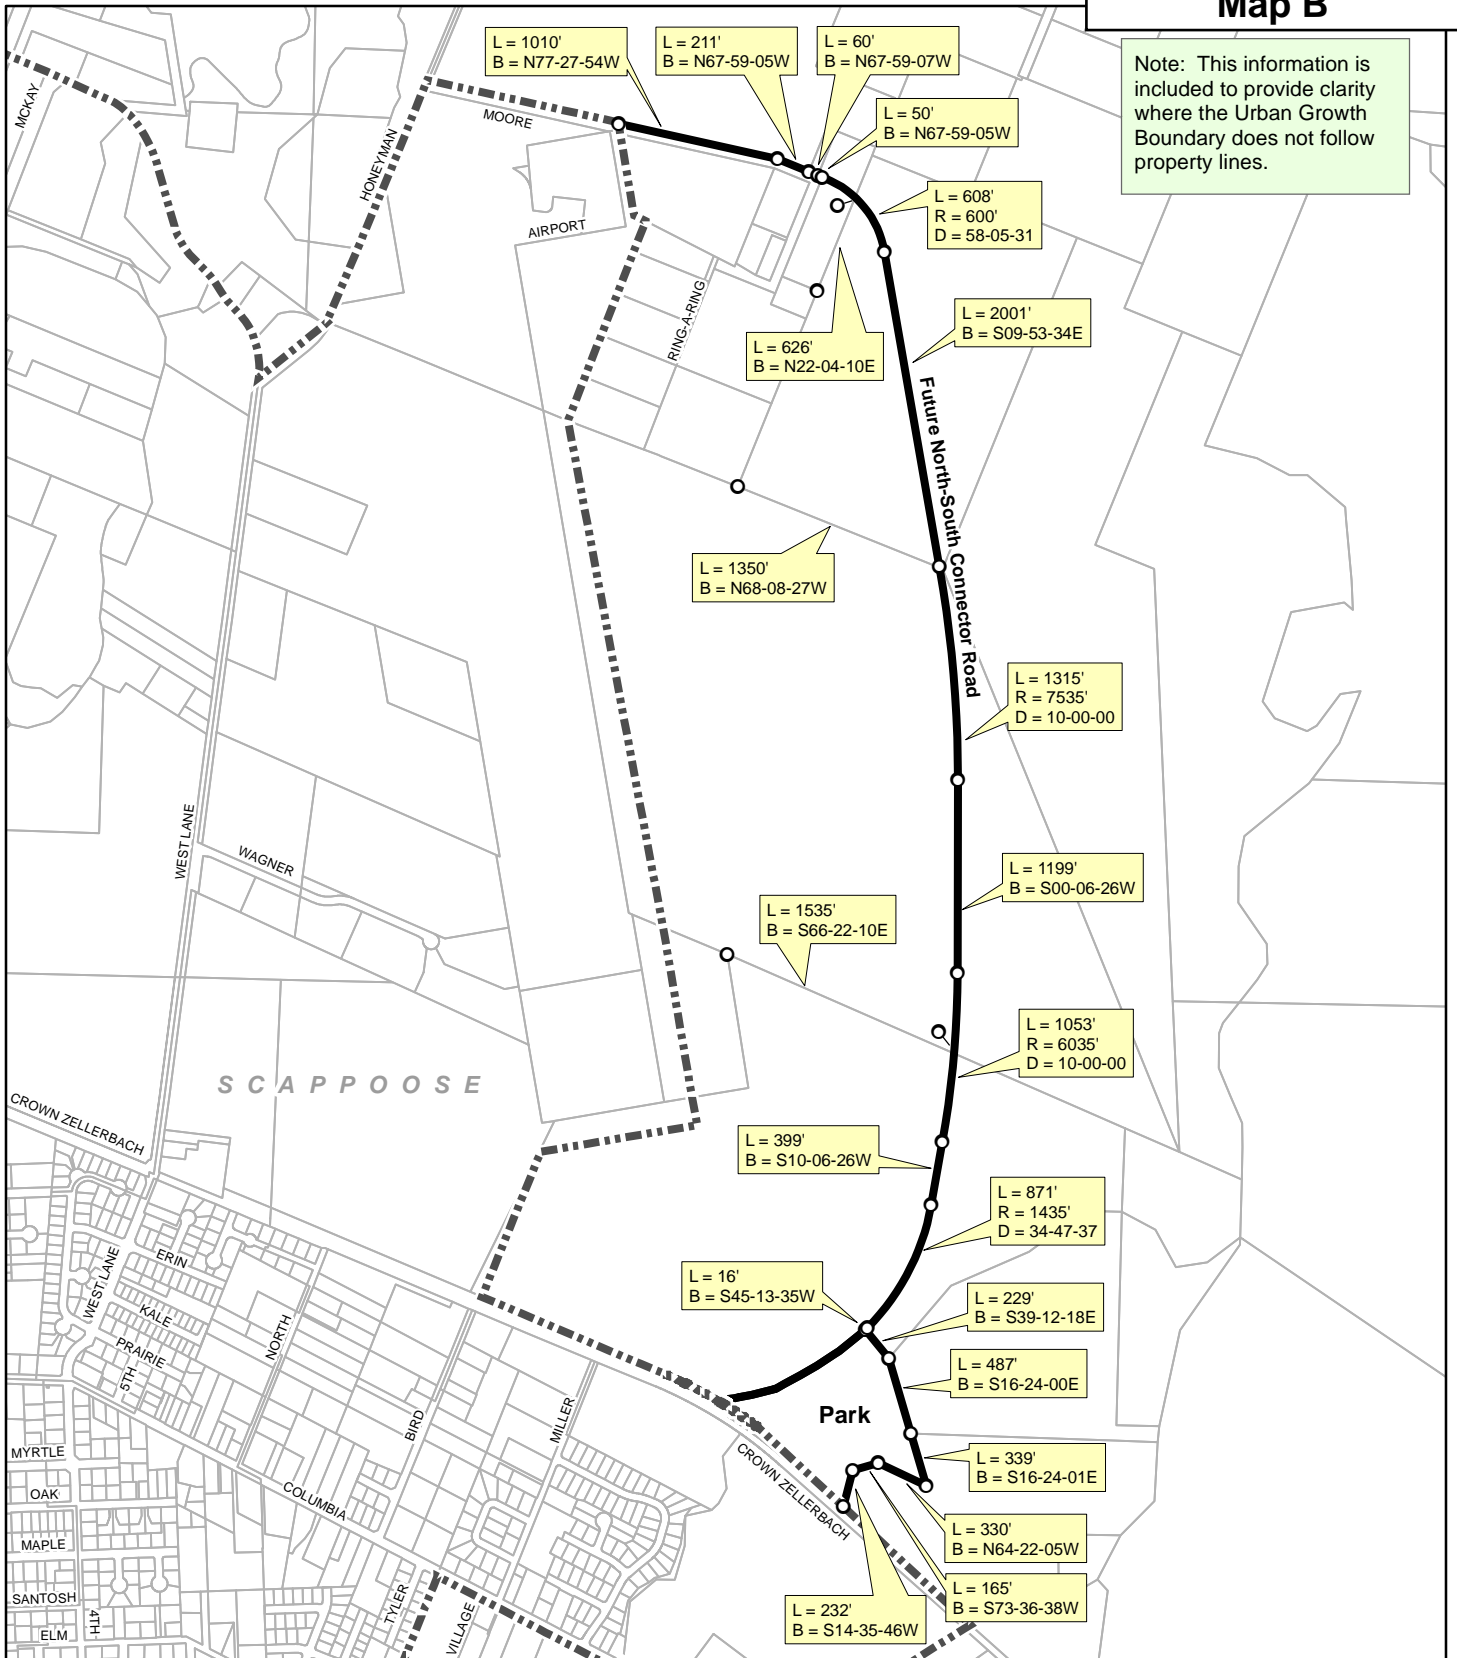 Map B
Note: This information is
included to provide clarity
where the Urban Growth
Boundary does not follow
property lines.
L = 1010'
B = N77-27-54W
L = 211'
B = N67-59-05W
L = 60'
B = N67-59-07W
L = 50'
B = N67-59-05W
MCKAY
MOORE
HONEYMAN
AIRPORT
L = 608'
R = 600'
D = 58-05-31
RING-A-RING
L = 2001'
B = S09-53-34E
L = 626'
B = N22-04-10E
Future North-South Connector Road
L = 1350'
B = N68-08-27W
L = 1315'
R = 7535'
D = 10-00-00
WEST LANE
WAGNER
L = 1199'
B = S00-06-26W
L = 1535'
B = S66-22-10E
L = 1053'
R = 6035'
D = 10-00-00
SCAPPOOSE
CROWN ZELLERBACH
L = 399'
B = S10-06-26W
L = 871'
R = 1435'
D = 34-47-37
L = 16'
B = S45-13-35W
L = 229'
B = S39-12-18E
ERIN
WEST LANE
KALE
PRAIRIE
5TH
NORTH
L = 487'
B = S16-24-00E
BIRD
MILLER
Park
CROWN ZELLERBACH
L = 339'
B = S16-24-01E
MYRTLE
OAK
COLUMBIA
MAPLE
L = 330'
B = N64-22-05W
L = 165'
B = S73-36-38W
L = 232'
B = S14-35-46W
SANTOSH
4TH
ELM
TYLER
VILLAGE